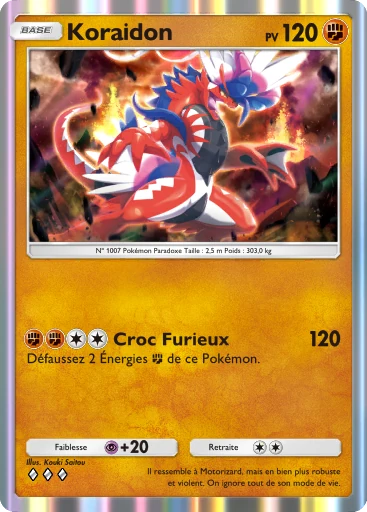 BASE Koraidon PV 120
N° 1007 Pokémon Paradoxe Taille : 2,5 m Poids : 303,0 kg
Croc Furieux 120
Défaussez 2 Énergies de ce Pokémon.
Faiblesse +20 Retraite
Illus. Kouki Saitou
Il ressemble à Motorizard, mais en bien plus robuste
et violent. On ignore tout de son mode de vie.